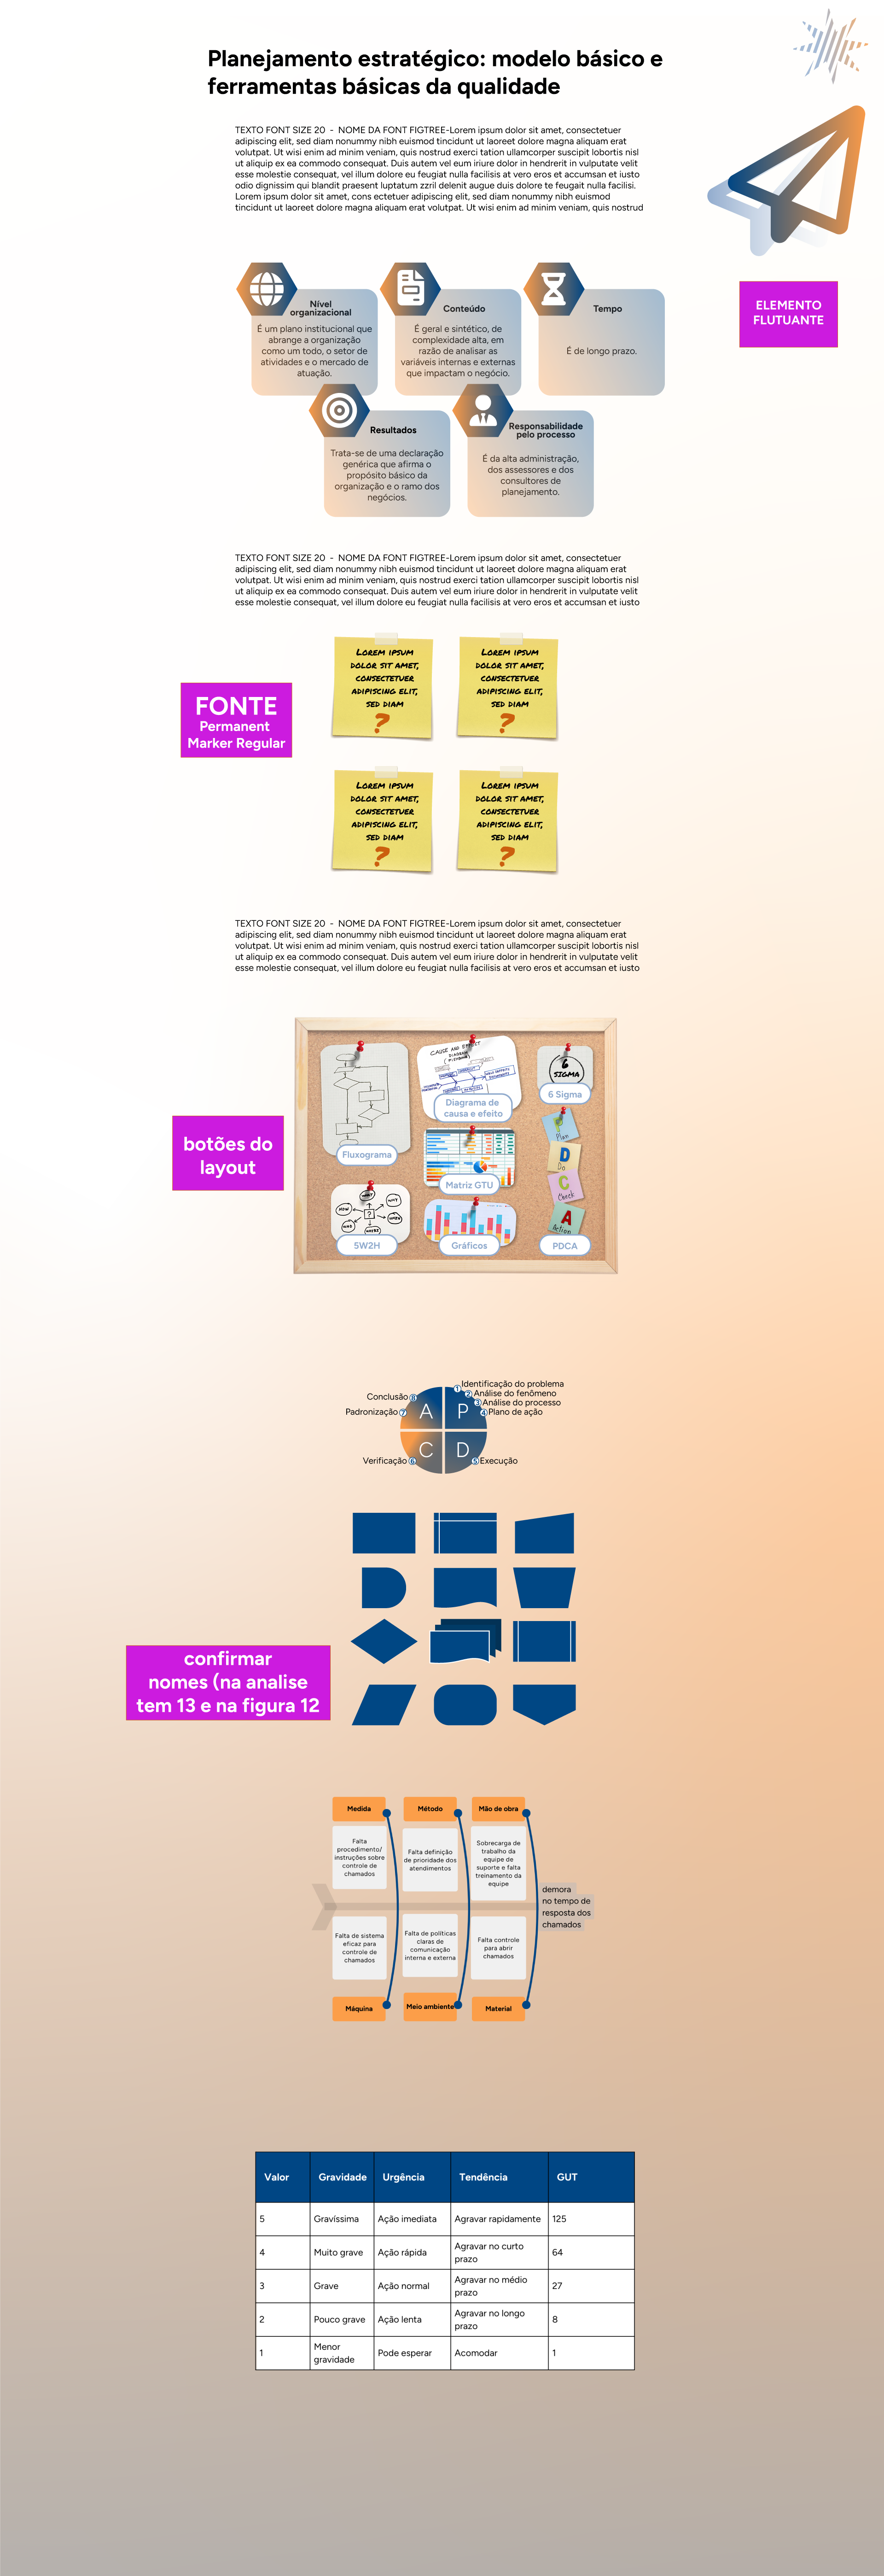 Planejamento estratégico: modelo básico e
ferramentas básicas da qualidade
TEXTO FONT SIZE 20 - NOME DA FONT FIGTREE-Lorem ipsum dolor sit amet, consectetuer
adipiscing elit, sed diam nonummy nibh euismod tincidunt ut laoreet dolore magna aliquam erat
volutpat. Ut wisi enim ad minim veniam, quis nostrud exerci tation ullamcorper suscipit lobortis nisl
ut aliquip ex ea commodo consequat. Duis autem vel eum iriure dolor in hendrerit in vulputate velit
esse molestie consequat, vel illum dolore eu feugiat nulla facilisis at vero eros et accumsan et iusto
odio dignissim qui blandit praesent luptatum zzril delenit augue duis dolore te feugait nulla facilisi.
Lorem ipsum dolor sit amet, cons ectetuer adipiscing elit, sed diam nonummy nibh euismod
tincidunt ut laoreet dolore magna aliquam erat volutpat. Ut wisi enim ad minim veniam, quis nostrud
ELEMENTO
FLUTUANTE
Nível
organizacional
É um plano institucional que
abrange a organização
como um todo, o setor de
atividades e o mercado de
atuação.
Conteúdo
É geral e sintético, de
complexidade alta, em
razão de analisar as
variáveis internas e externas
que impactam o negócio.
Tempo
É de longo prazo.
Resultados
Trata-se de uma declaração
genérica que afirma o
propósito básico da
organização e o ramo dos
negócios.
Responsabilidade
pelo processo
É da alta administração,
dos assessores e dos
consultores de
planejamento.
TEXTO FONT SIZE 20 - NOME DA FONT FIGTREE-Lorem ipsum dolor sit amet, consectetuer
adipiscing elit, sed diam nonummy nibh euismod tincidunt ut laoreet dolore magna aliquam erat
volutpat. Ut wisi enim ad minim veniam, quis nostrud exerci tation ullamcorper suscipit lobortis nisl
ut aliquip ex ea commodo consequat. Duis autem vel eum iriure dolor in hendrerit in vulputate velit
esse molestie consequat, vel illum dolore eu feugiat nulla facilisis at vero eros et accumsan et iusto
FONTE
Permanent
Marker Regular
Lorem ipsum
dolor sit amet,
consectetuer
adipiscing elit,
sed diam
?
Lorem ipsum
dolor sit amet,
consectetuer
adipiscing elit,
sed diam
?
Lorem ipsum
dolor sit amet,
consectetuer
adipiscing elit,
sed diam
?
Lorem ipsum
dolor sit amet,
consectetuer
adipiscing elit,
sed diam
?
TEXTO FONT SIZE 20 - NOME DA FONT FIGTREE-Lorem ipsum dolor sit amet, consectetuer
adipiscing elit, sed diam nonummy nibh euismod tincidunt ut laoreet dolore magna aliquam erat
volutpat. Ut wisi enim ad minim veniam, quis nostrud exerci tation ullamcorper suscipit lobortis nisl
ut aliquip ex ea commodo consequat. Duis autem vel eum iriure dolor in hendrerit in vulputate velit
esse molestie consequat, vel illum dolore eu feugiat nulla facilisis at vero eros et accumsan et iusto
botões do
layout
Fluxograma
CAUSE AND EFFECT
DIAGRAM
Diagrama de
causa e efeito
6
SIGMA
6 Sigma
Matriz GTU
WHAT
WHY
WHEN
WHERE
WHO
HOW
?
5W2H
Gráficos
P
Plan
D
Do
C
Check
A
Action
PDCA
1 Identificação do problema
2 Análise do fenômeno
3 Análise do processo
4 Plano de ação
5 Execução
Verificação 6
Padronização 7
Conclusão 8
A P
C D
confirmar
nomes (na analise
tem 13 e na figura 12
Medida
Método
Mão de obra
Falta
procedimento/
instruções sobre
controle de
chamados
Falta definição
de prioridade dos
atendimentos
Sobrecarga de
trabalho da
equipe de
suporte e falta
treinamento da
equipe
demora
no tempo de
resposta dos
chamados
Falta de sistema
eficaz para
controle de
chamados
Falta de políticas
claras de
comunicação
interna e externa
Falta controle
para abrir
chamados
Máquina
Meio ambiente
Material
Valor Gravidade Urgência Tendência GUT
5 Gravíssima Ação imediata Agravar rapidamente 125
4 Muito grave Ação rápida Agravar no curto
prazo 64
3 Grave Ação normal Agravar no médio
prazo 27
2 Pouco grave Ação lenta Agravar no longo
prazo 8
1 Menor
gravidade Pode esperar Acomodar 1